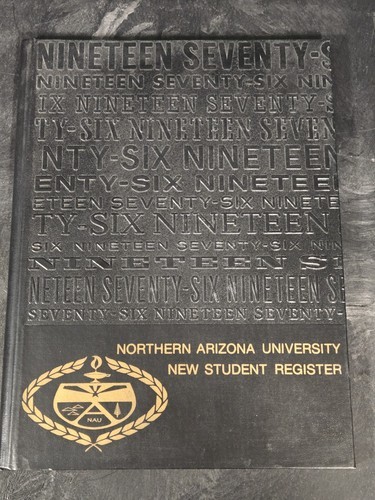 NINETEEN SEVENTY-S
NINETEEN SEVENTY-SIX NIN
IX NINETEEN SEVENTY-S
TY-SIX NINETEEN SEVEN
NTY-SIX NINETEEN
ENTY-SIX NINETEE
ETEEN SEVENTY-SIX NINETE
TY-SIX NINETEEN
SIX NINETEEN SEVENTY-SIX NIN
NINETEEN S
NETEEN SEVENTY-SIX NINETEEN SE
SEVENTY-SIX NINETEEN SEVENTY-
NORTHERN ARIZONA UNIVERSITY
NEW STUDENT REGISTER
NAU